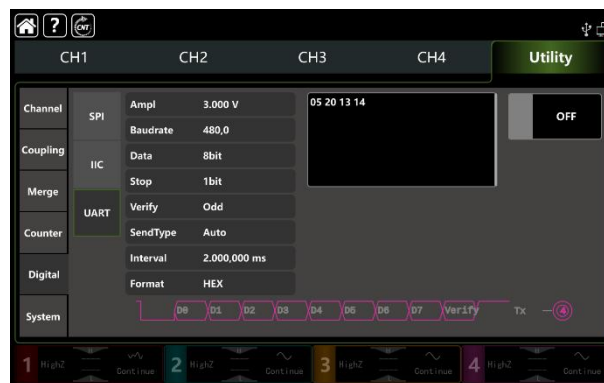 ? CNT
CH1 CH2 CH3 CH4 Utility
Channel
Coupling
Merge
Counter
Digital
System
SPI
IIC
UART
Ampl 3.000 V
Baudrate 480,0
Data 8bit
Stop 1bit
Verify Odd
SendType Auto
Interval 2.000,000 ms
Format HEX
05 20 13 14
OFF
D0 D1 D2 D3 D4 D5 D6 D7 Verify Tx 4
1 HighZ Continue 2 HighZ Continue 3 HighZ Continue 4 HighZ Continue